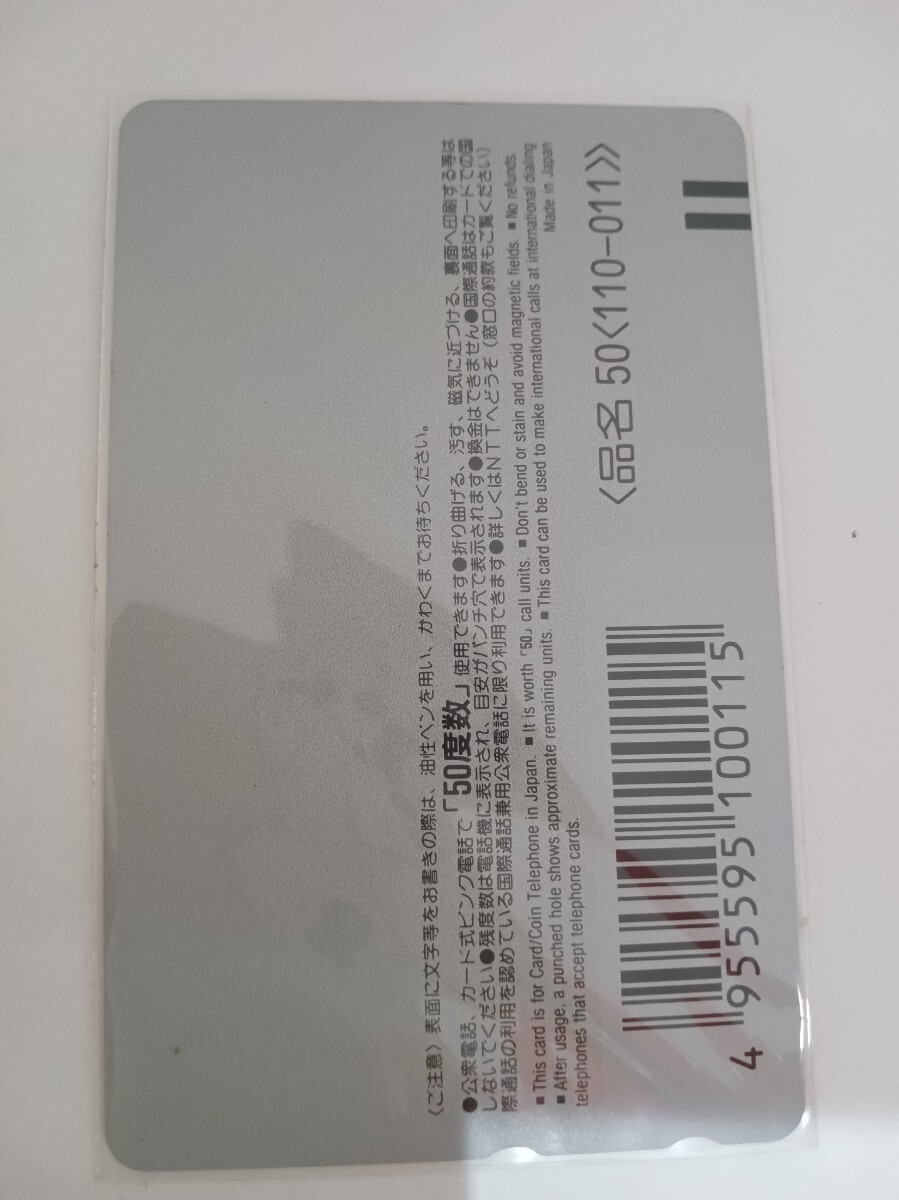 〈ご注意〉表面に文字等をお書きの際は、油性ペンを用い、かわくまでお待ちください。
●公衆電話、カード式ピンク電話で「50度数」使用できます●折り曲げる、汚す、磁気に近づける、裏面へ印刷する等は
しないでください●残度数は電話機に表示され、目安がパンチ穴で表示されます●換金はできません●国際通話はカードでの国
際通話の利用を認めている国際通話兼用公衆電話に限り利用できます●詳しくはNTTへどうぞ（窓口の約款もご覧ください）
■ This card is for Card/Coin Telephone in Japan. ■ It is worth「50」call units. ■ Don't bend or stain and avoid magnetic fields. ■ No refunds.
■ After usage, a punched hole shows approximate remaining units. ■ This card can be used to make international calls at international dialing
telephones that accept telephone cards. Made in Japan
〈品名 50〈110-011〉〉
4 955595 100115